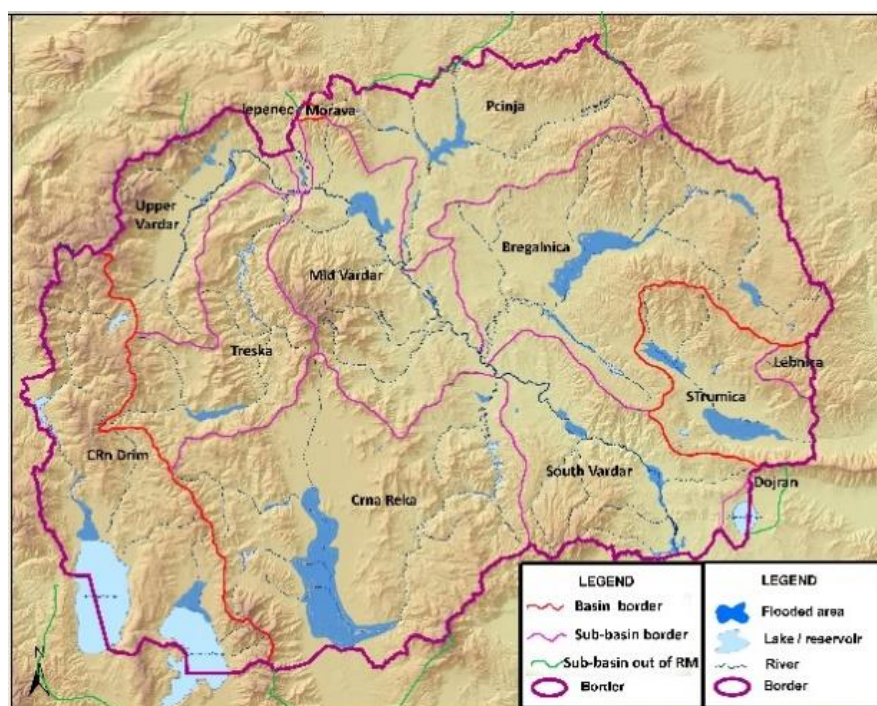 Lepenec
Morava
Pcinja
Upper
Vardar
Bregalnica
Mid Vardar
Treska
Lebnica
STrumica
CRn Drim
South Vardar
Dojran
Crna Reka
N
LEGEND
Basin border
Sub-basin border
Sub-basin out of RM
Border
LEGEND
Flooded area
Lake / reservoir
River
Border